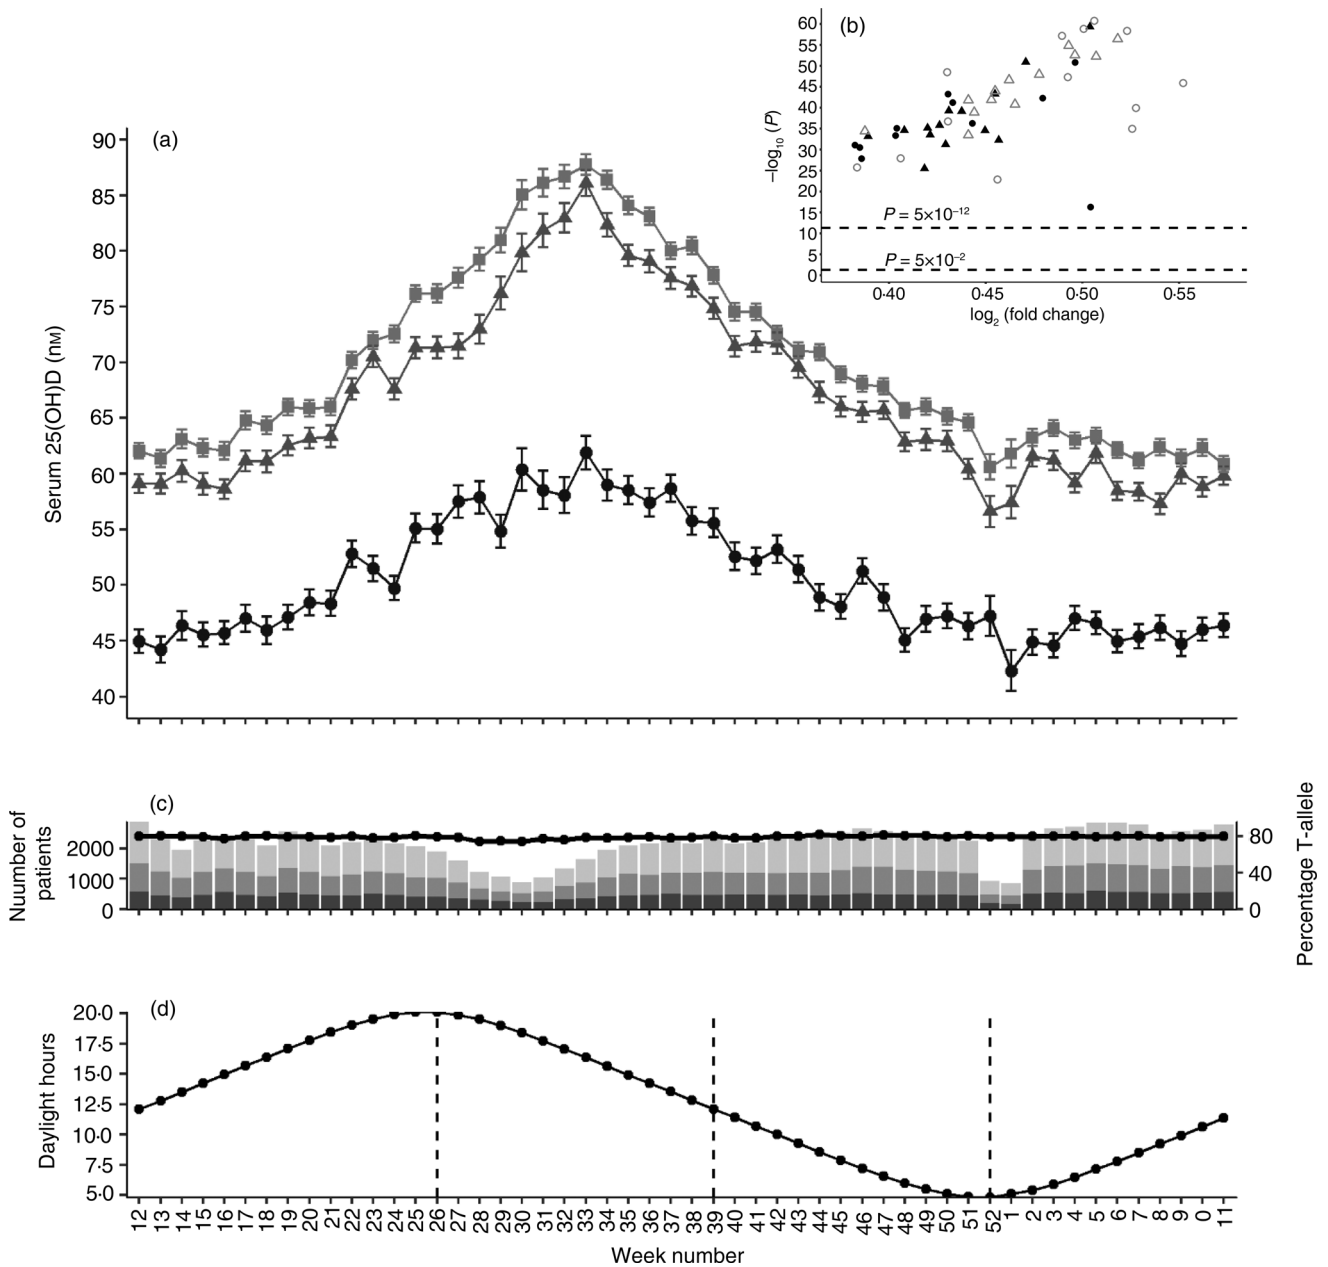 (a)
Serum 25(OH)D (nM)
90
85
80
75
70
65
60
55
50
45
40
(b)
–log10 (P)
60
55
50
45
40
35
30
25
20
15
10
5
0
P = 5×10–12
P = 5×10–2
0·40 0·45 0·50 0·55
log2 (fold change)
(c)
Nuumber of
patients
2000
1000
0
80
40
0
Percentage T-allele
(d)
Daylight hours
20·0
17·5
15·0
12·5
10·0
7·5
5·0
12 13 14 15 16 17 18 19 20 21 22 23 24 25 26 27 28 29 30 31 32 33 34 35 36 37 38 39 40 41 42 43 44 45 46 47 48 49 50 51 52 1 2 3 4 5 6 7 8 9 0 11
Week number